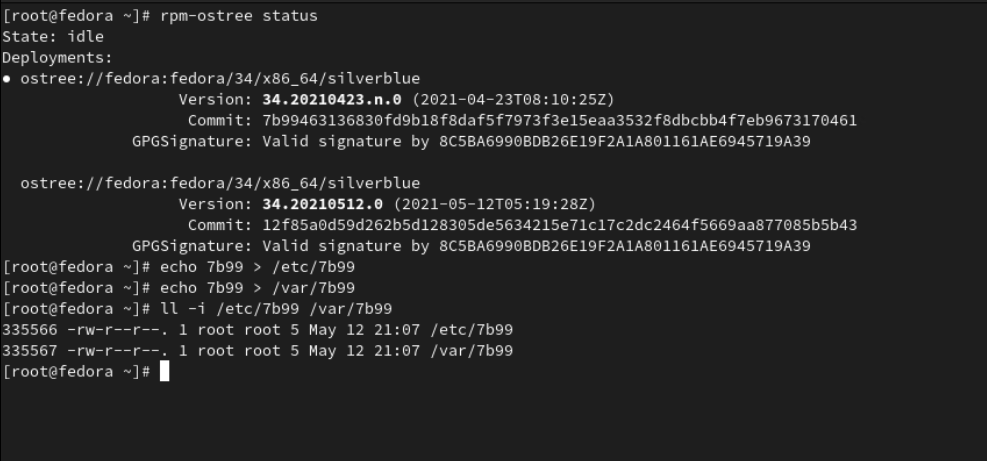 [root@fedora ~]# rpm-ostree status
State: idle
Deployments:
● ostree://fedora:fedora/34/x86_64/silverblue
Version: 34.20210423.n.0 (2021-04-23T08:10:25Z)
Commit: 7b99463136830fd9b18f8daf5f7973f3e15eaa3532f8dbcbb4f7eb9673170461
GPGSignature: Valid signature by 8C5BA6990BDB26E19F2A1A801161AE6945719A39
ostree://fedora:fedora/34/x86_64/silverblue
Version: 34.20210512.0 (2021-05-12T05:19:28Z)
Commit: 12f85a0d59d262b5d128305de5634215e71c17c2dc2464f5669aa877085b5b43
GPGSignature: Valid signature by 8C5BA6990BDB26E19F2A1A801161AE6945719A39
[root@fedora ~]# echo 7b99 > /etc/7b99
[root@fedora ~]# echo 7b99 > /var/7b99
[root@fedora ~]# ll -i /etc/7b99 /var/7b99
335566 -rw-r--r--. 1 root root 5 May 12 21:07 /etc/7b99
335567 -rw-r--r--. 1 root root 5 May 12 21:07 /var/7b99
[root@fedora ~]#